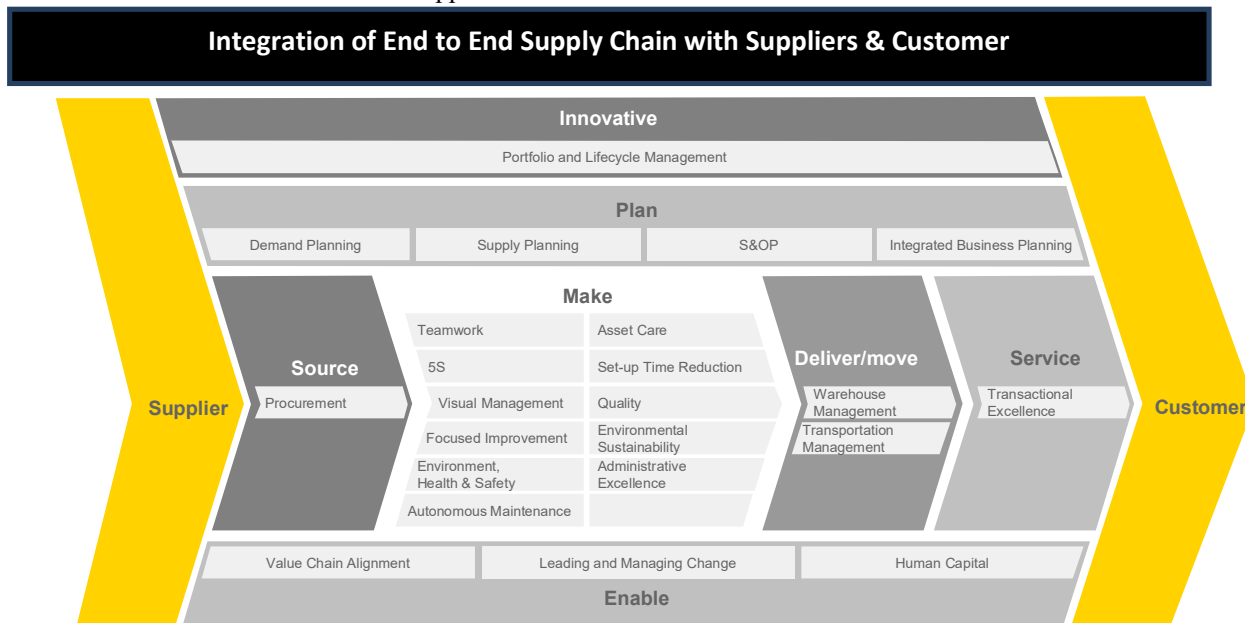 Integration of End to End Supply Chain with Suppliers & Customer
Innovative
Portfolio and Lifecycle Management
Plan
Demand Planning
Supply Planning
S&OP
Integrated Business Planning
Supplier
Source
Procurement
Make
Teamwork
Asset Care
5S
Set-up Time Reduction
Visual Management
Quality
Focused Improvement
Environmental
Sustainability
Environment,
Health & Safety
Administrative
Excellence
Autonomous Maintenance
Deliver/move
Warehouse
Management
Transportation
Management
Service
Transactional
Excellence
Customer
Value Chain Alignment
Leading and Managing Change
Human Capital
Enable